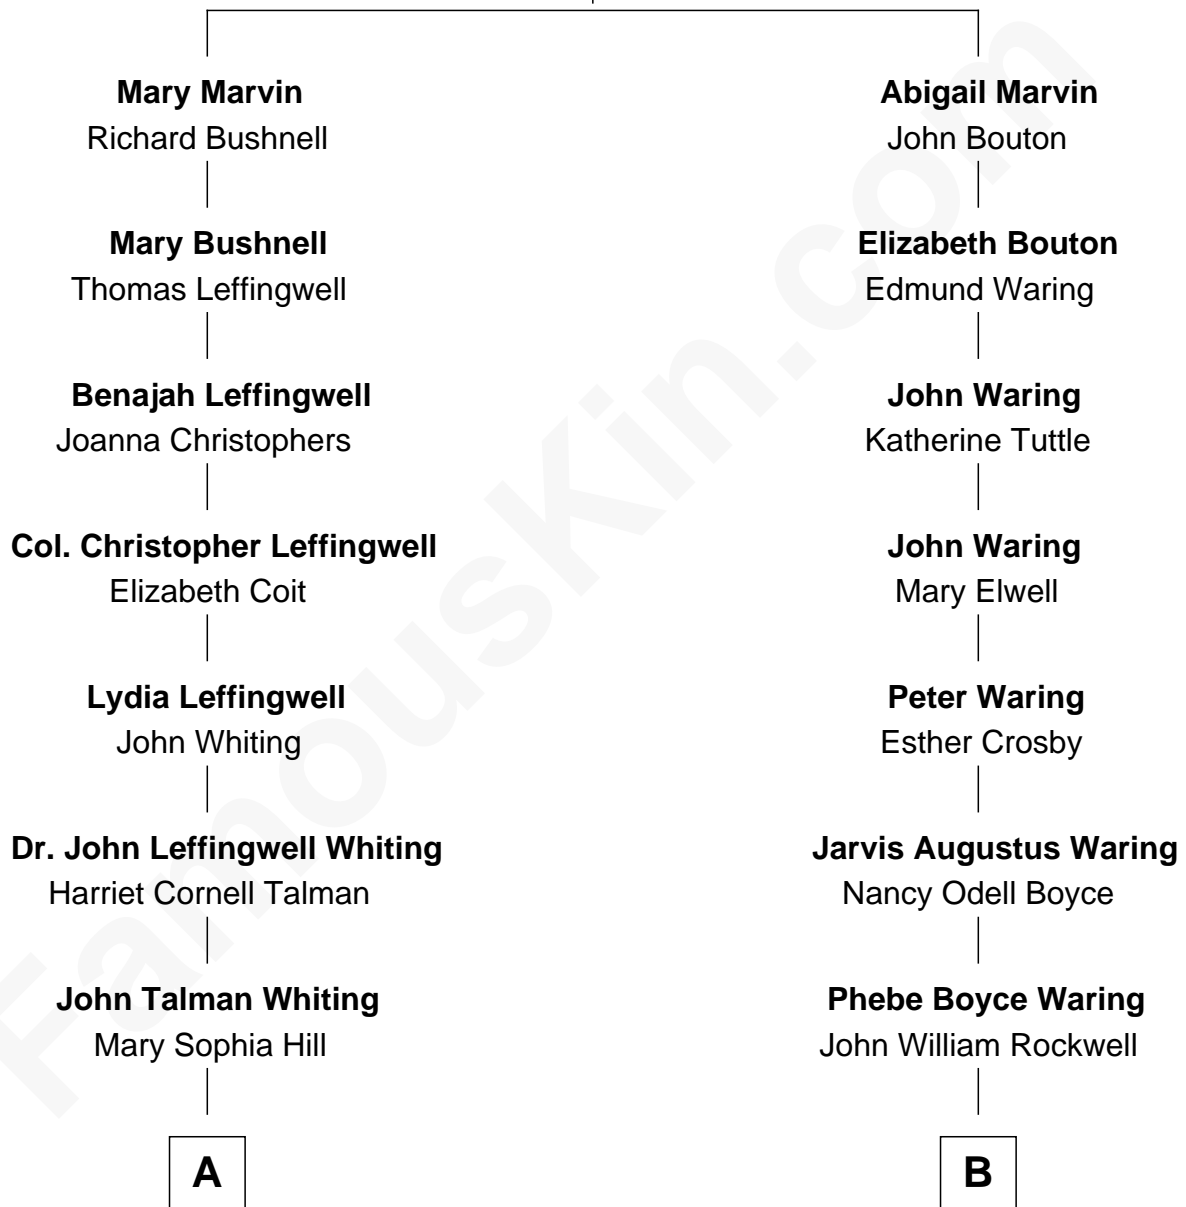 Mary Marvin
Richard Bushnell
Abigail Marvin
John Bouton
Mary Bushnell
Thomas Leffingwell
Elizabeth Bouton
Edmund Waring
Benajah Leffingwell
Joanna Christophers
John Waring
Katherine Tuttle
Col. Christopher Leffingwell
Elizabeth Coit
John Waring
Mary Elwell
Lydia Leffingwell
John Whiting
Peter Waring
Esther Crosby
Dr. John Leffingwell Whiting
Harriet Cornell Talman
Jarvis Augustus Waring
Nancy Odell Boyce
John Talman Whiting
Mary Sophia Hill
Phebe Boyce Waring
John William Rockwell
A
B
FamousKin.com